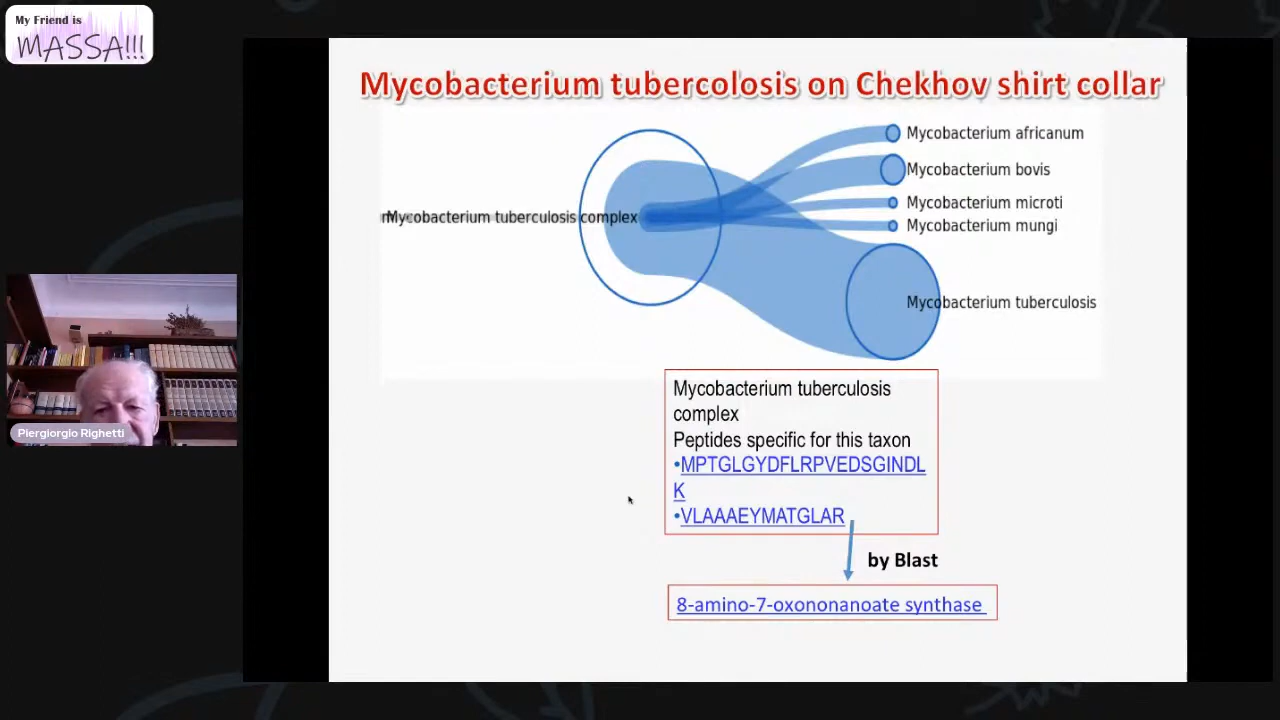 My Friend is
MASSA!!!
Mycobacterium tubercolosis on Chekhov shirt collar
Mycobacterium africanum
Mycobacterium bovis
Mycobacterium microti
Mycobacterium mungi
Mycobacterium tuberculosis complex
Mycobacterium tuberculosis
Mycobacterium tuberculosis
complex
Peptides specific for this taxon
•MPTGLGYDFLRPVEDSGINDL
K
•VLAAAEYMATGLAR
by Blast
8-amino-7-oxononanoate synthase
Piergiorgio Righetti